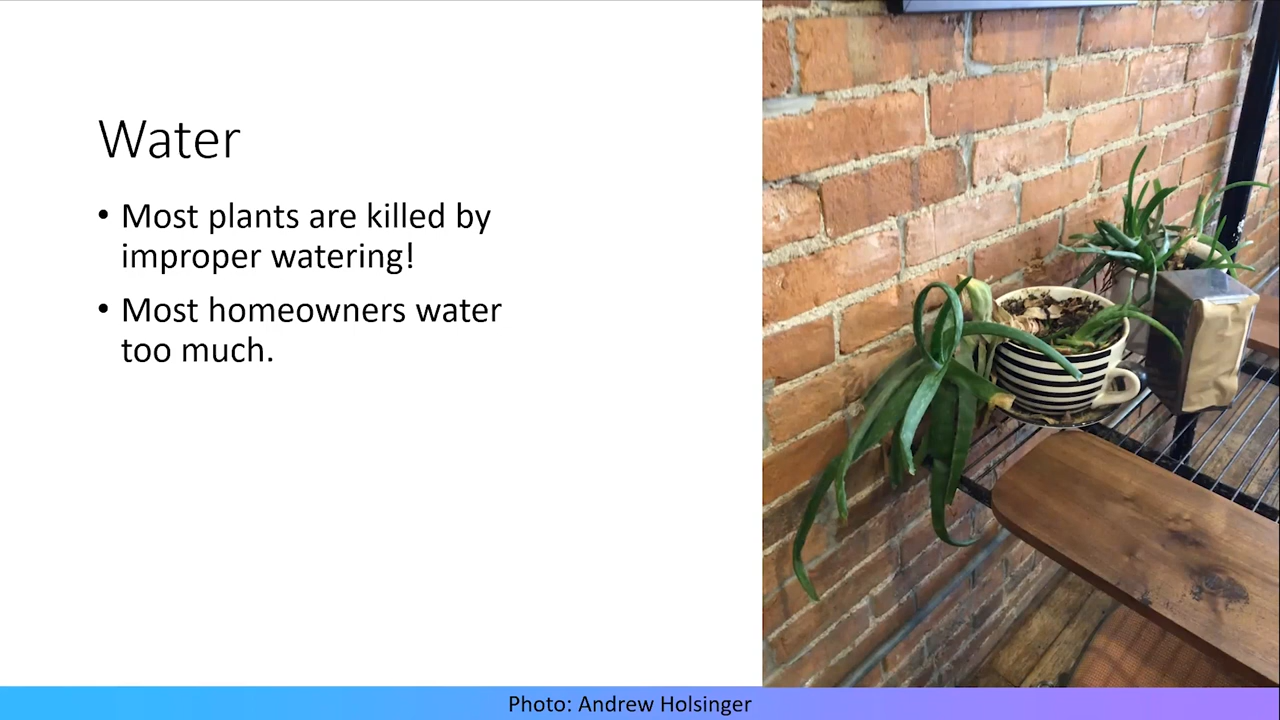 Water
• Most plants are killed by
improper watering!
• Most homeowners water
too much.
Photo: Andrew Holsinger